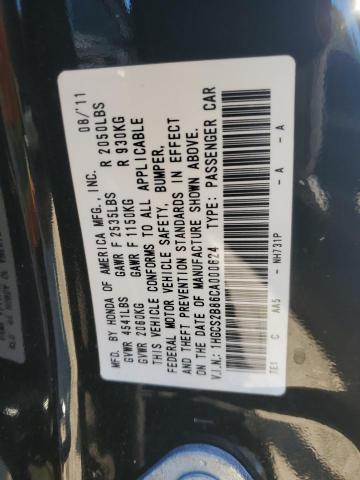 MFD. BY HONDA OF AMERICA MFG., INC. 08/'11
GVWR 4541LBS GAWR F 2535LBS R 2050LBS
GVWR 2060KG GAWR F 1150KG R 930KG
THIS VEHICLE CONFORMS TO ALL APPLICABLE
FEDERAL MOTOR VEHICLE SAFETY, BUMPER,
AND THEFT PREVENTION STANDARDS IN EFFECT
ON THE DATE OF MANUFACTURE SHOWN ABOVE.
V.I.N.: 1HGCS2B86CA000624 TYPE: PASSENGER CAR
TE1 C AA5 - NH731P - A - A